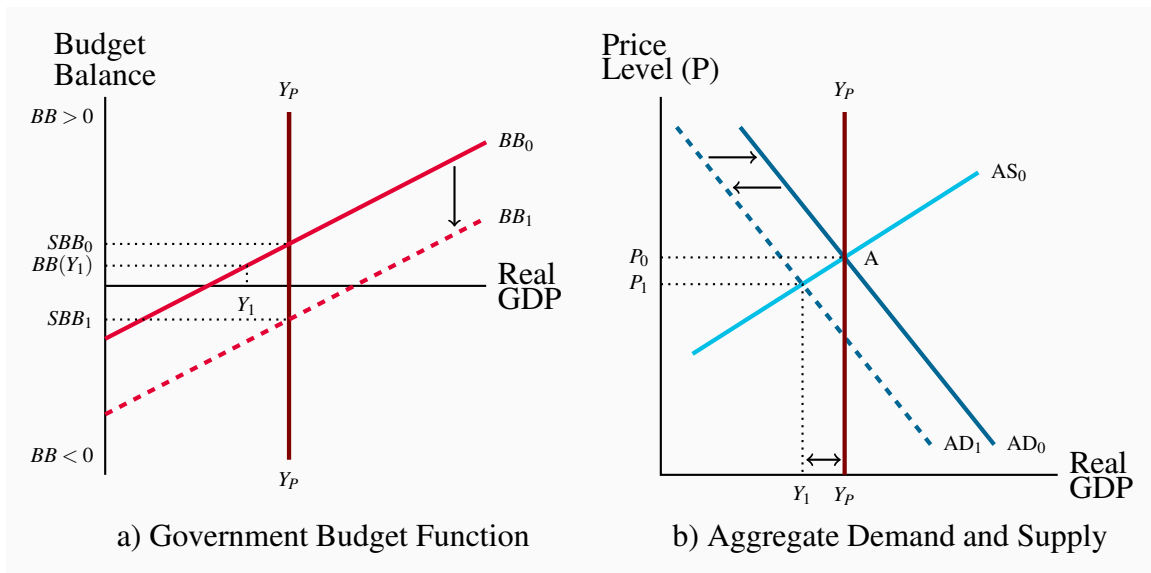 Budget
Balance
BB > 0
Y_P
BB_0
BB_1
SBB_0
BB(Y_1)
Y_1
Real
GDP
SBB_1
BB < 0
Y_P
a) Government Budget Function
Price
Level (P)
Y_P
AS_0
P_0
A
P_1
AD_1
AD_0
Real
GDP
Y_1
Y_P
b) Aggregate Demand and Supply